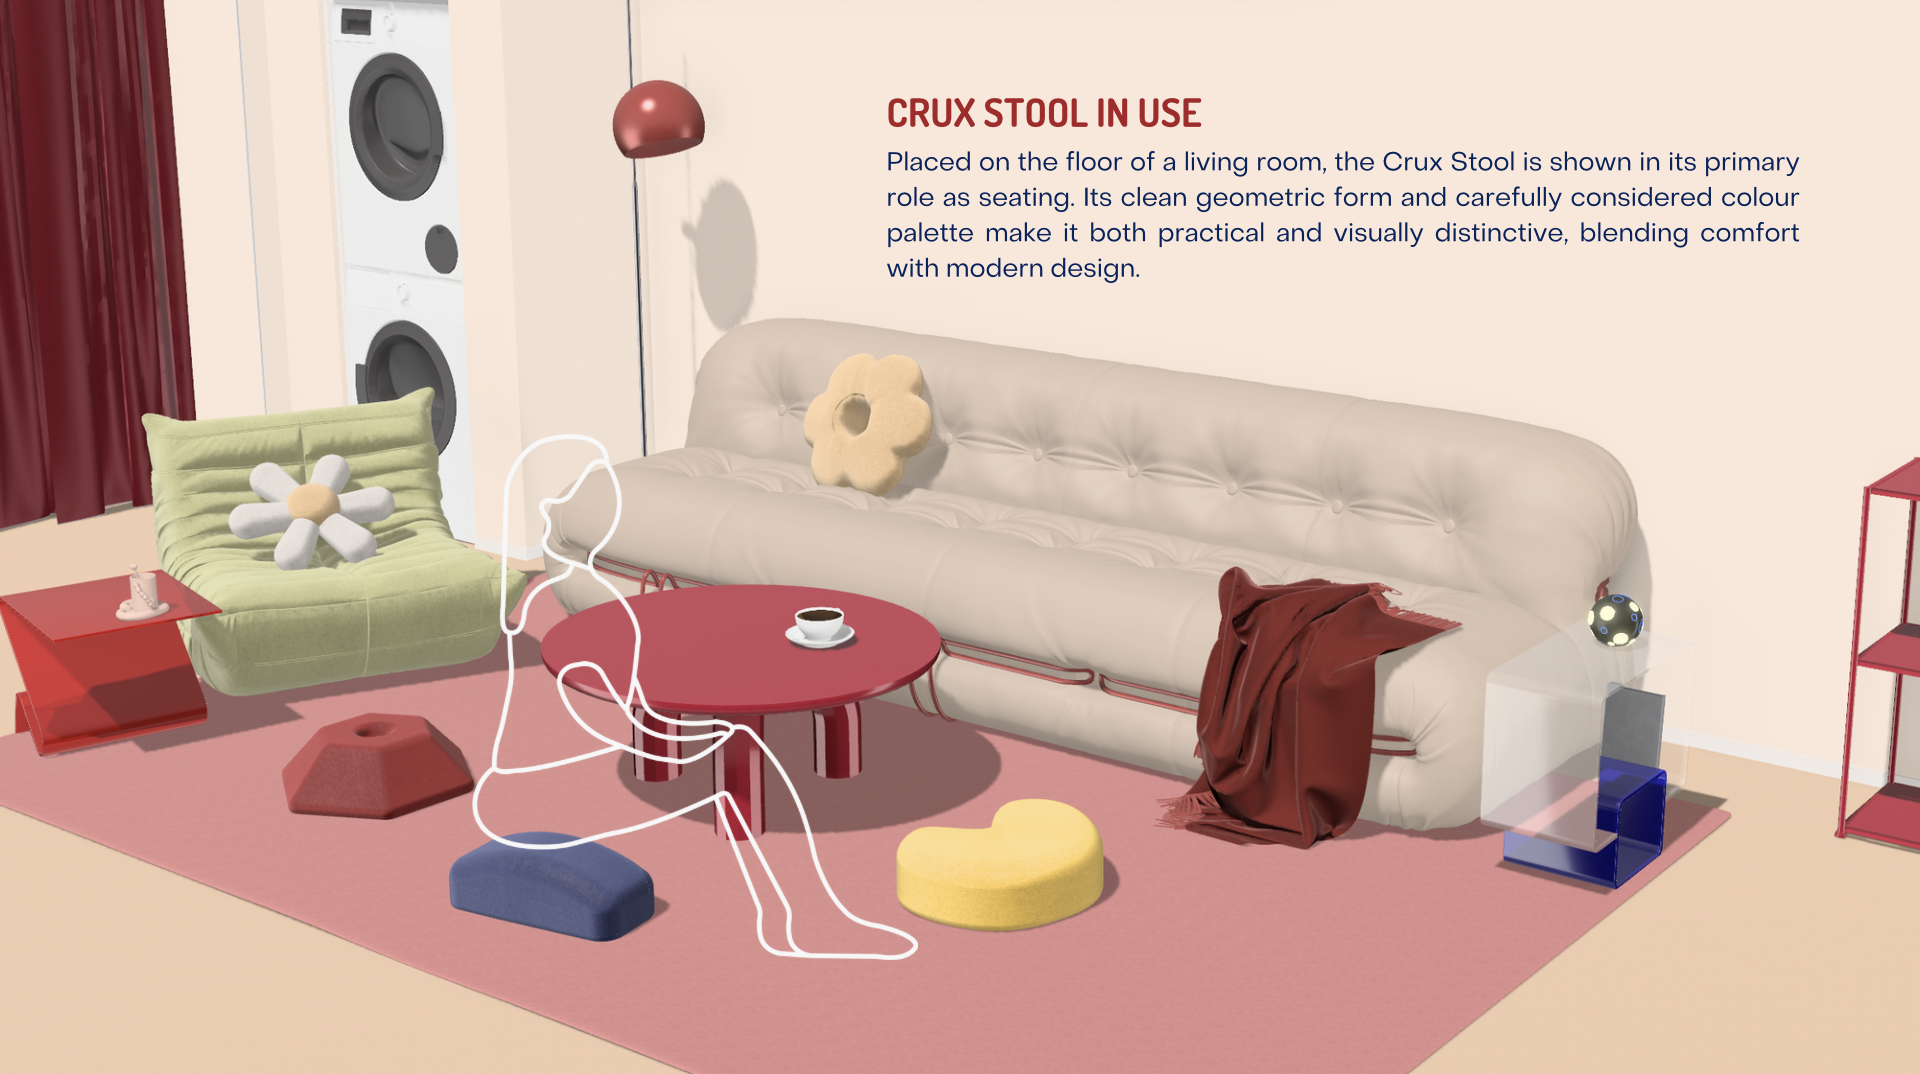 CRUX STOOL IN USE
Placed on the floor of a living room, the Crux Stool is shown in its primary
role as seating. Its clean geometric form and carefully considered colour
palette make it both practical and visually distinctive, blending comfort
with modern design.